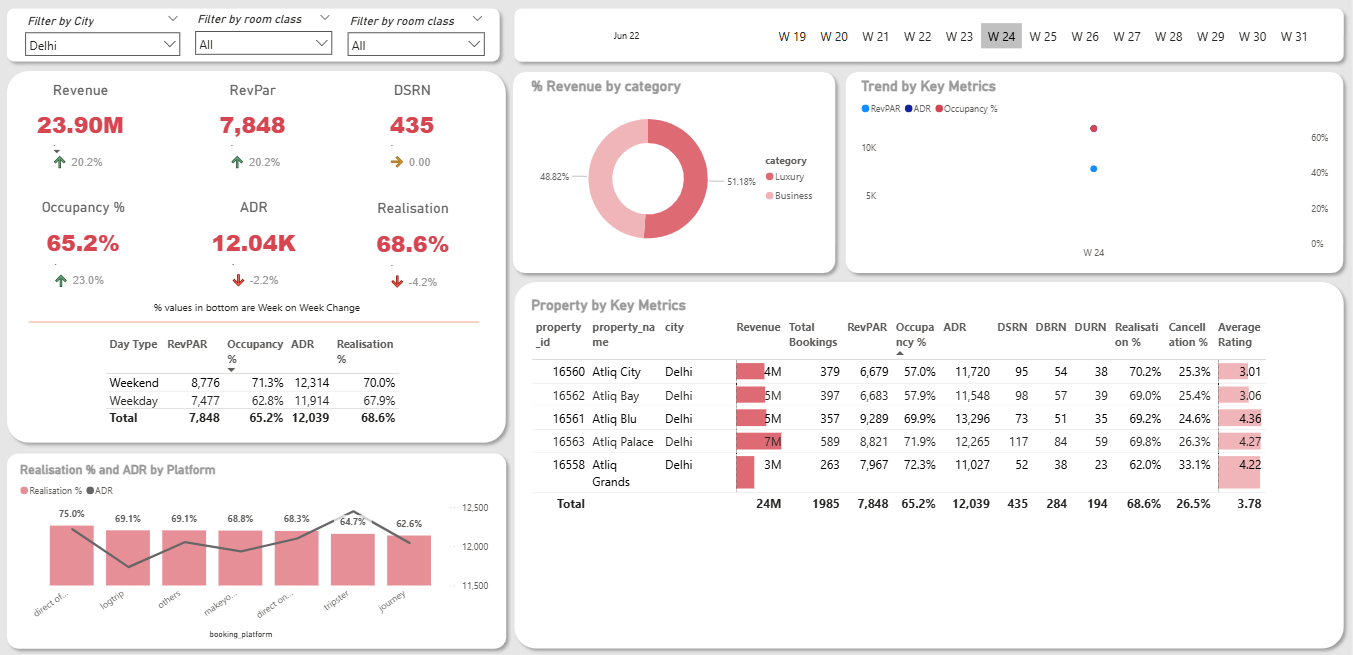 Filter by City
Delhi
Filter by room class
All
Filter by room class
All
Jun 22
W 19 W 20 W 21 W 22 W 23 W 24 W 25 W 26 W 27 W 28 W 29 W 30 W 31
Revenue RevPar DSRN
23.90M 7,848 435
20.2% 20.2% 0.00
Occupancy % ADR Realisation
65.2% 12.04K 68.6%
23.0% -2.2% -4.2%
% values in bottom are Week on Week Change
Day Type RevPAR Occupancy % ADR Realisation %
Weekend 8,776 71.3% 12,314 70.0%
Weekday 7,477 62.8% 11,914 67.9%
Total 7,848 65.2% 12,039 68.6%
Realisation % and ADR by Platform
Realisation % ADR
75.0% 69.1% 69.1% 68.8% 68.3% 64.7% 62.6%
12,500
12,000
11,500
direct of... logtrip others makeyo... direct on... tripster journey
booking_platform
% Revenue by category
48.82%
51.18%
category
Luxury
Business
Trend by Key Metrics
RevPAR ADR Occupancy %
10K
5K
60%
40%
20%
0%
W 24
Property by Key Metrics
property_id property_name city Revenue Total Bookings RevPAR Occupancy % ADR DSRN DBRN DURN Realisation % Cancellation % Average Rating
16560 Atliq City Delhi 4M 379 6,679 57.0% 11,720 95 54 38 70.2% 25.3% 3.01
16562 Atliq Bay Delhi 5M 397 6,683 57.9% 11,548 98 57 39 69.0% 25.4% 3.06
16561 Atliq Blu Delhi 5M 357 9,289 69.9% 13,296 73 51 35 69.2% 24.6% 4.36
16563 Atliq Palace Delhi 7M 589 8,821 71.9% 12,265 117 84 59 69.8% 26.3% 4.27
16558 Atliq Grands Delhi 3M 263 7,967 72.3% 11,027 52 38 23 62.0% 33.1% 4.22
Total 24M 1985 7,848 65.2% 12,039 435 284 194 68.6% 26.5% 3.78